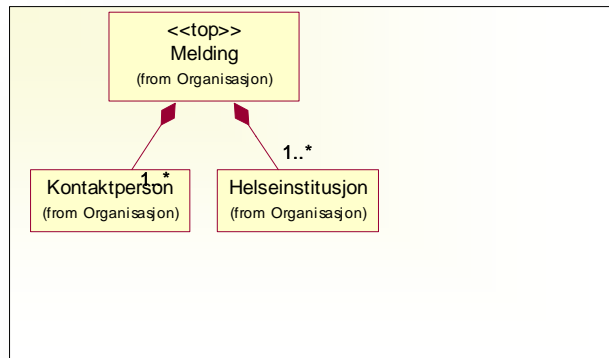 <<top>>
Melding
(from Organisasjon)
1..*
1..*
Kontaktperson
(from Organisasjon)
Helseinstitusjon
(from Organisasjon)